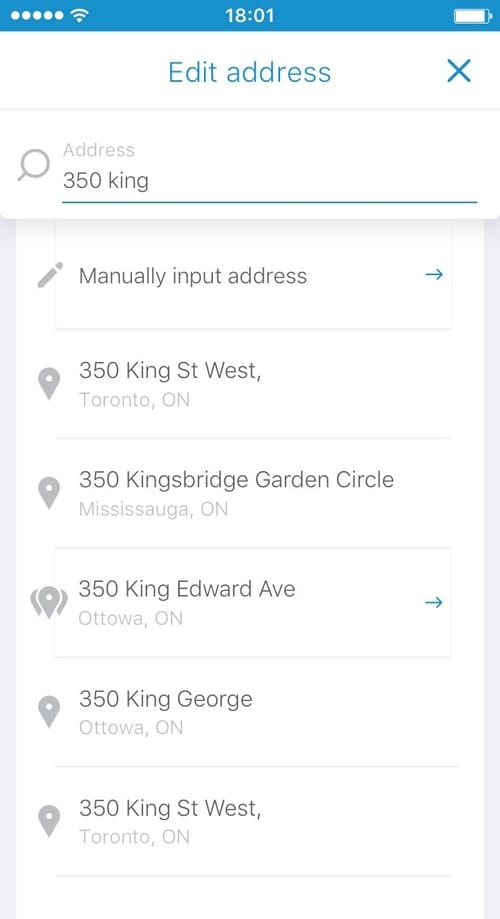 18:01
Edit address
Address
350 king
Manually input address
350 King St West,
Toronto, ON
350 Kingsbridge Garden Circle
Mississauga, ON
350 King Edward Ave
Ottowa, ON
350 King George
Ottowa, ON
350 King St West,
Toronto, ON